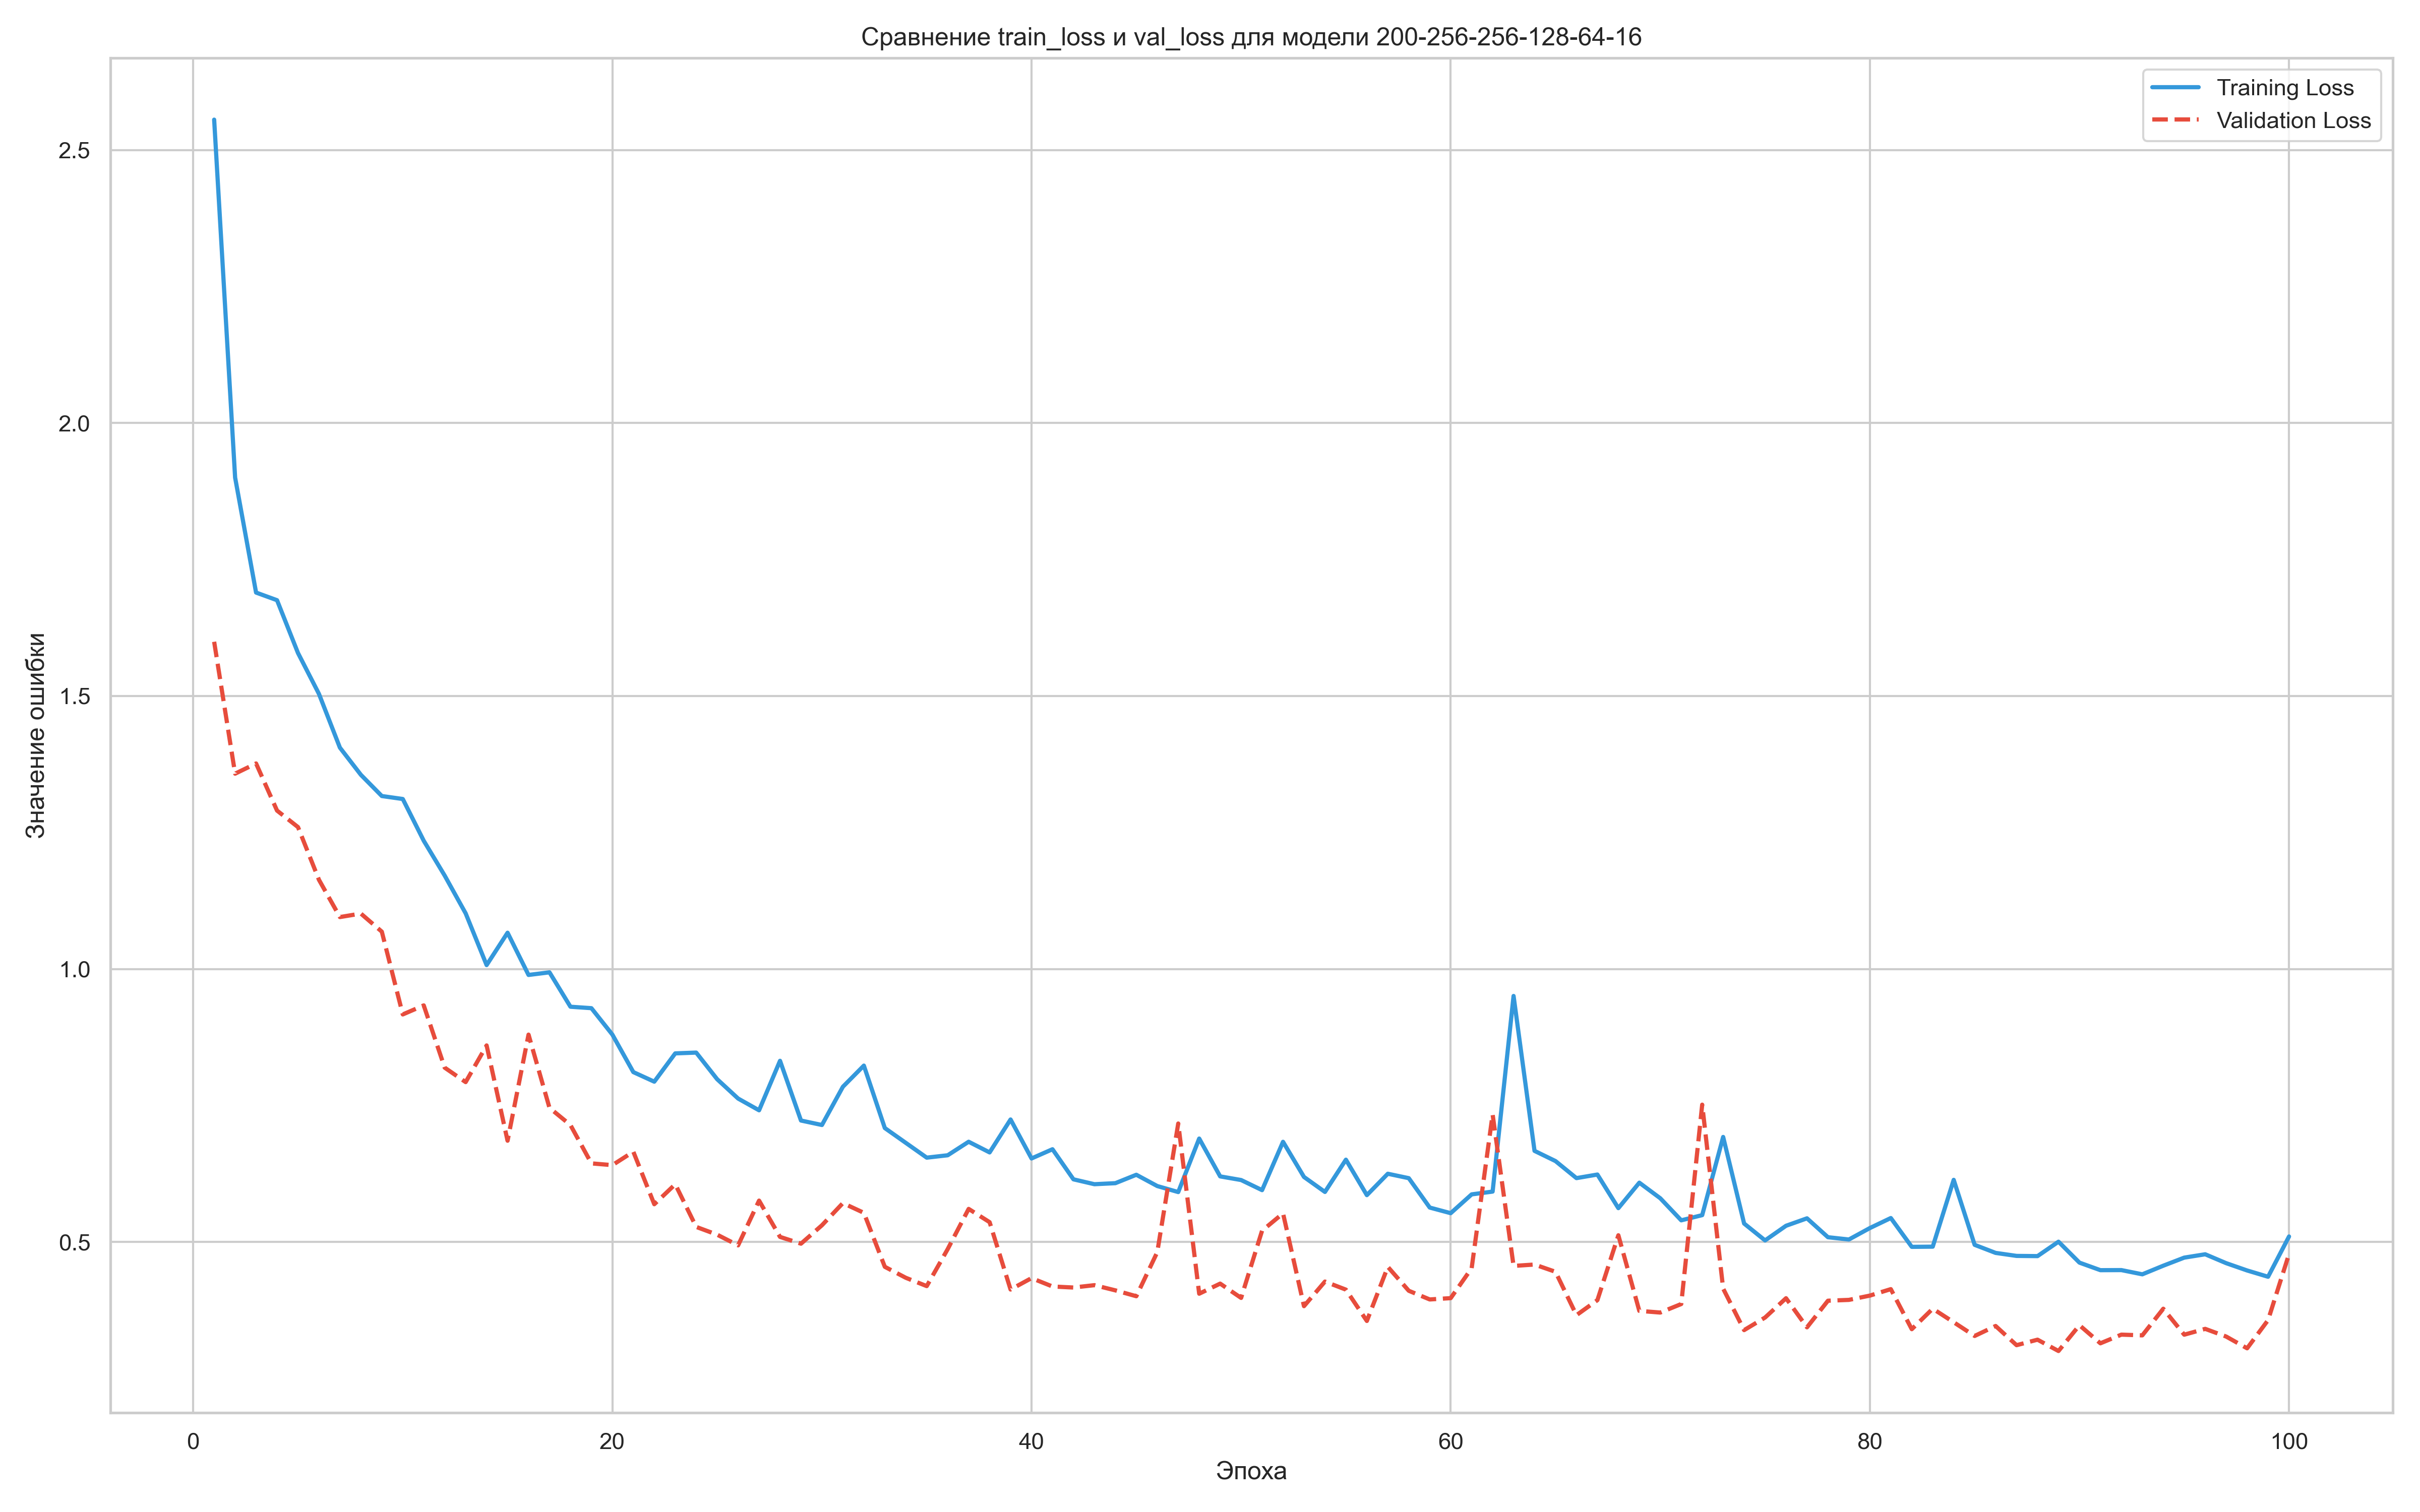 Сравнение train_loss и val_loss для модели 200-256-256-128-64-16
Training Loss
Validation Loss
Значение ошибки
2.5
2.0
1.5
1.0
0.5
0 20 40 60 80 100
Эпоха